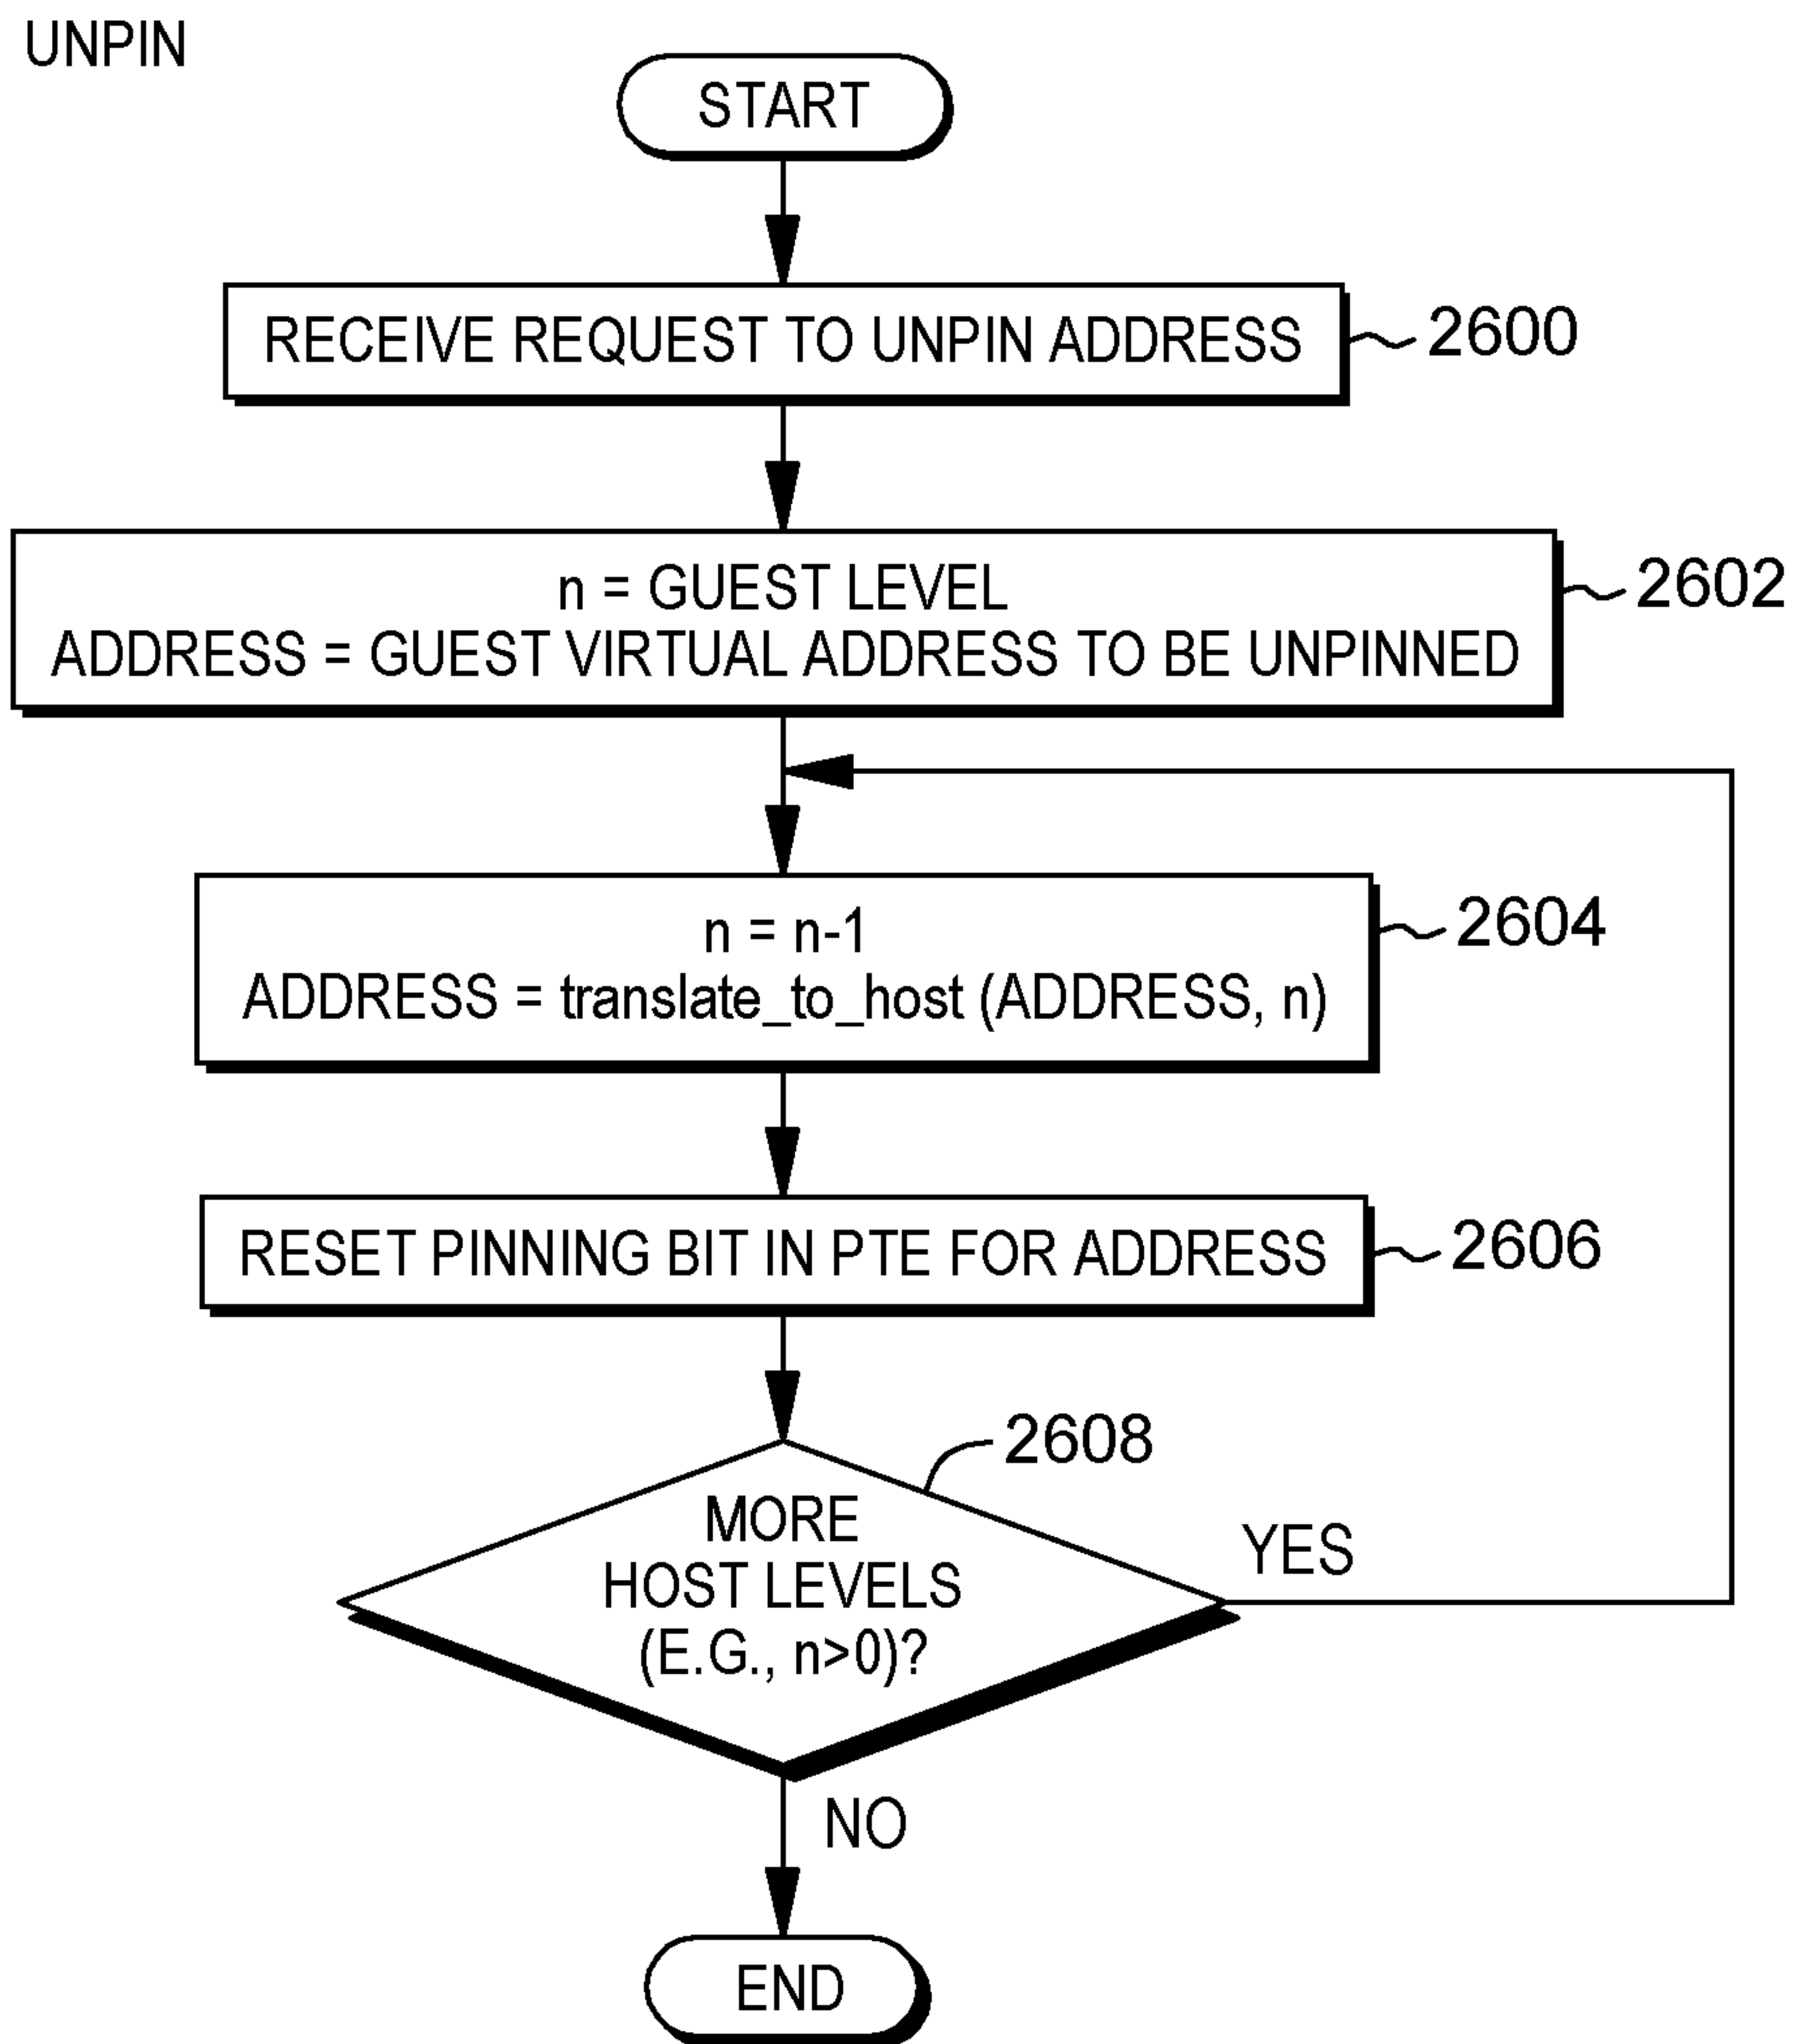 UNPIN
START
RECEIVE REQUEST TO UNPIN ADDRESS
2600
n = GUEST LEVEL
ADDRESS = GUEST VIRTUAL ADDRESS TO BE UNPINNED
2602
n = n-1
ADDRESS = translate_to_host (ADDRESS, n)
2604
RESET PINNING BIT IN PTE FOR ADDRESS
2606
2608
MORE
HOST LEVELS
(E.G., n>0)?
YES
NO
END